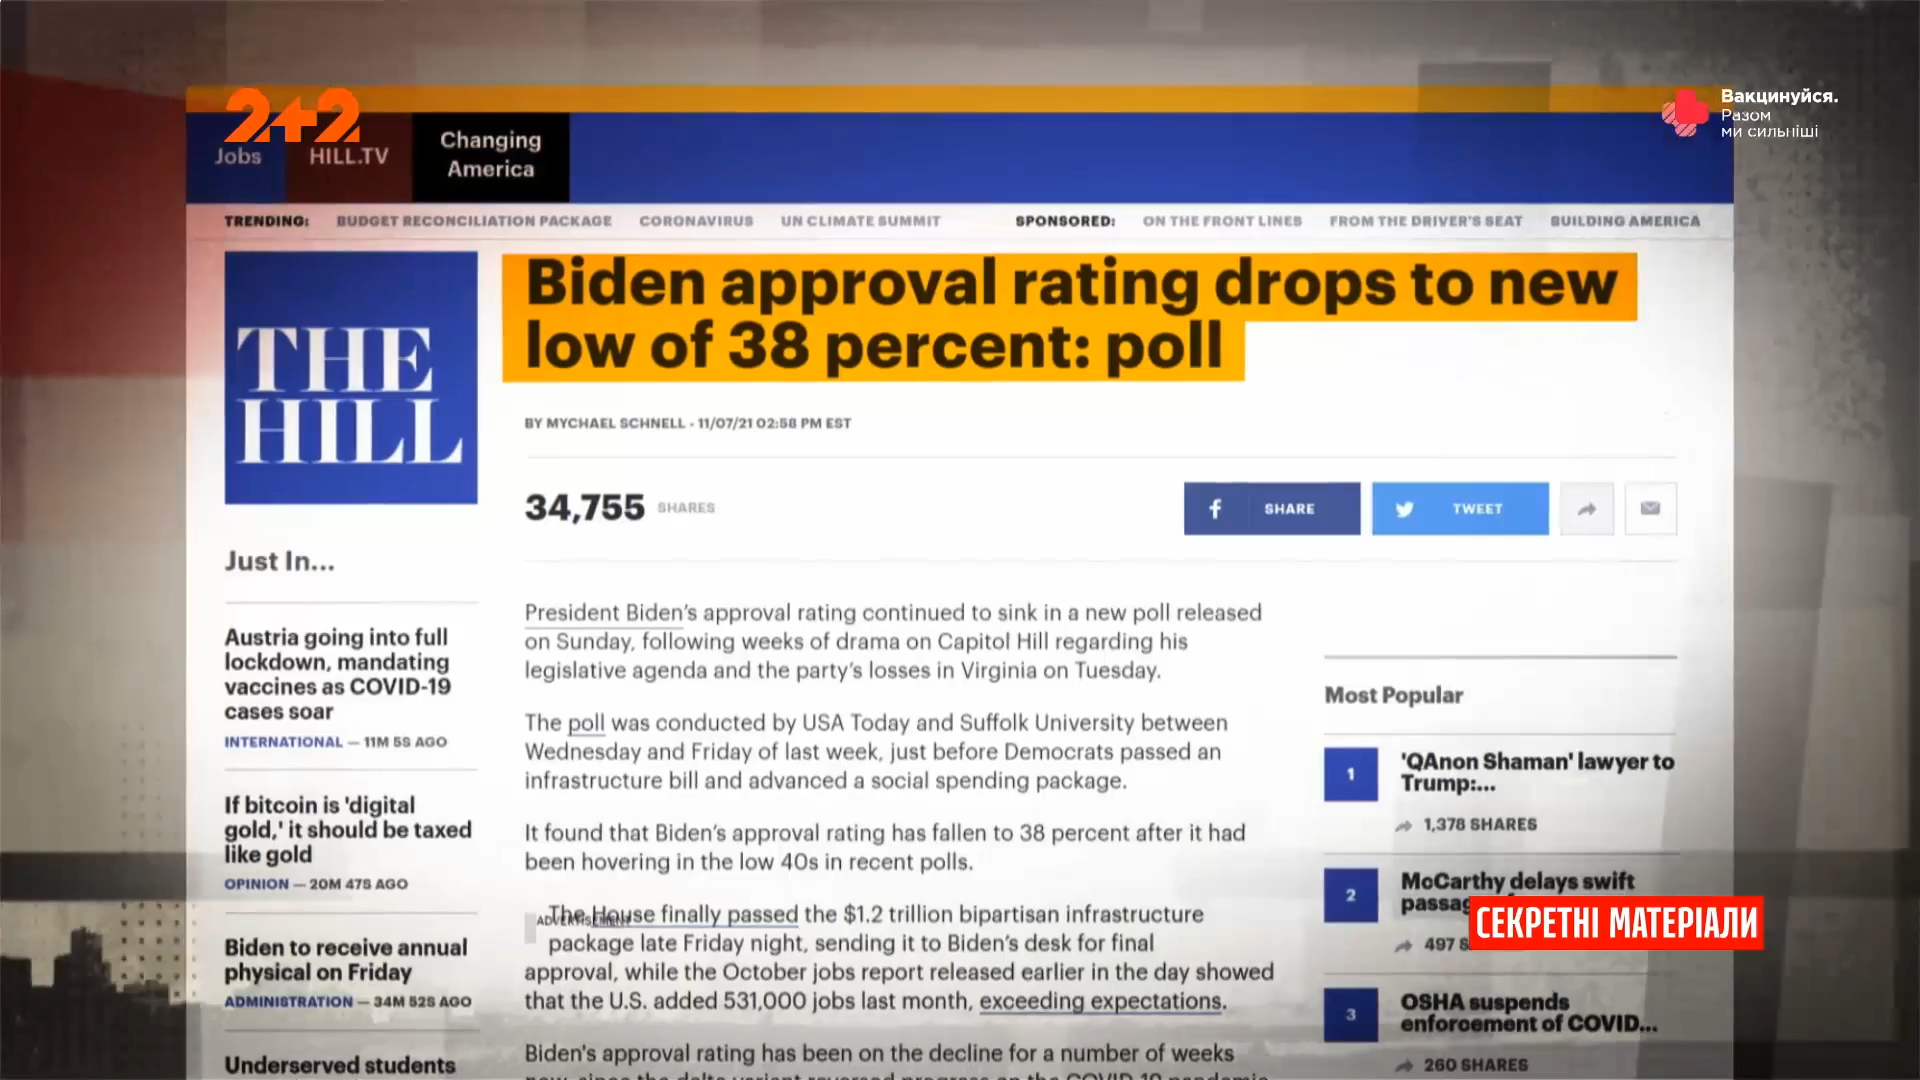 2+2
Вакцинуйся.
Разом
ми сильніші
Jobs
HILL.TV
Changing
America
TRENDING: BUDGET RECONCILIATION PACKAGE CORONAVIRUS UN CLIMATE SUMMIT SPONSORED: ON THE FRONT LINES FROM THE DRIVER'S SEAT BUILDING AMERICA
THE
HILL
Biden approval rating drops to new
low of 38 percent: poll
BY MYCHAEL SCHNELL - 11/07/21 02:58 PM EST
34,755 SHARES
SHARE
TWEET
Just In...
Austria going into full
lockdown, mandating
vaccines as COVID-19
cases soar
INTERNATIONAL — 11M 5S AGO
If bitcoin is 'digital
gold,' it should be taxed
like gold
OPINION — 20M 47S AGO
Biden to receive annual
physical on Friday
ADMINISTRATION — 34M 52S AGO
Underserved students
President Biden's approval rating continued to sink in a new poll released
on Sunday, following weeks of drama on Capitol Hill regarding his
legislative agenda and the party's losses in Virginia on Tuesday.
The poll was conducted by USA Today and Suffolk University between
Wednesday and Friday of last week, just before Democrats passed an
infrastructure bill and advanced a social spending package.
It found that Biden's approval rating has fallen to 38 percent after it had
been hovering in the low 40s in recent polls.
ADVERTISEMENT
The House finally passed the $1.2 trillion bipartisan infrastructure
package late Friday night, sending it to Biden's desk for final
approval, while the October jobs report released earlier in the day showed
that the U.S. added 531,000 jobs last month, exceeding expectations.
Biden's approval rating has been on the decline for a number of weeks
Most Popular
1
'QAnon Shaman' lawyer to
Trump:...
1,378 SHARES
2
McCarthy delays swift
497
3
OSHA suspends
enforcement of COVID...
260 SHARES
СЕКРЕТНІ МАТЕРІАЛИ